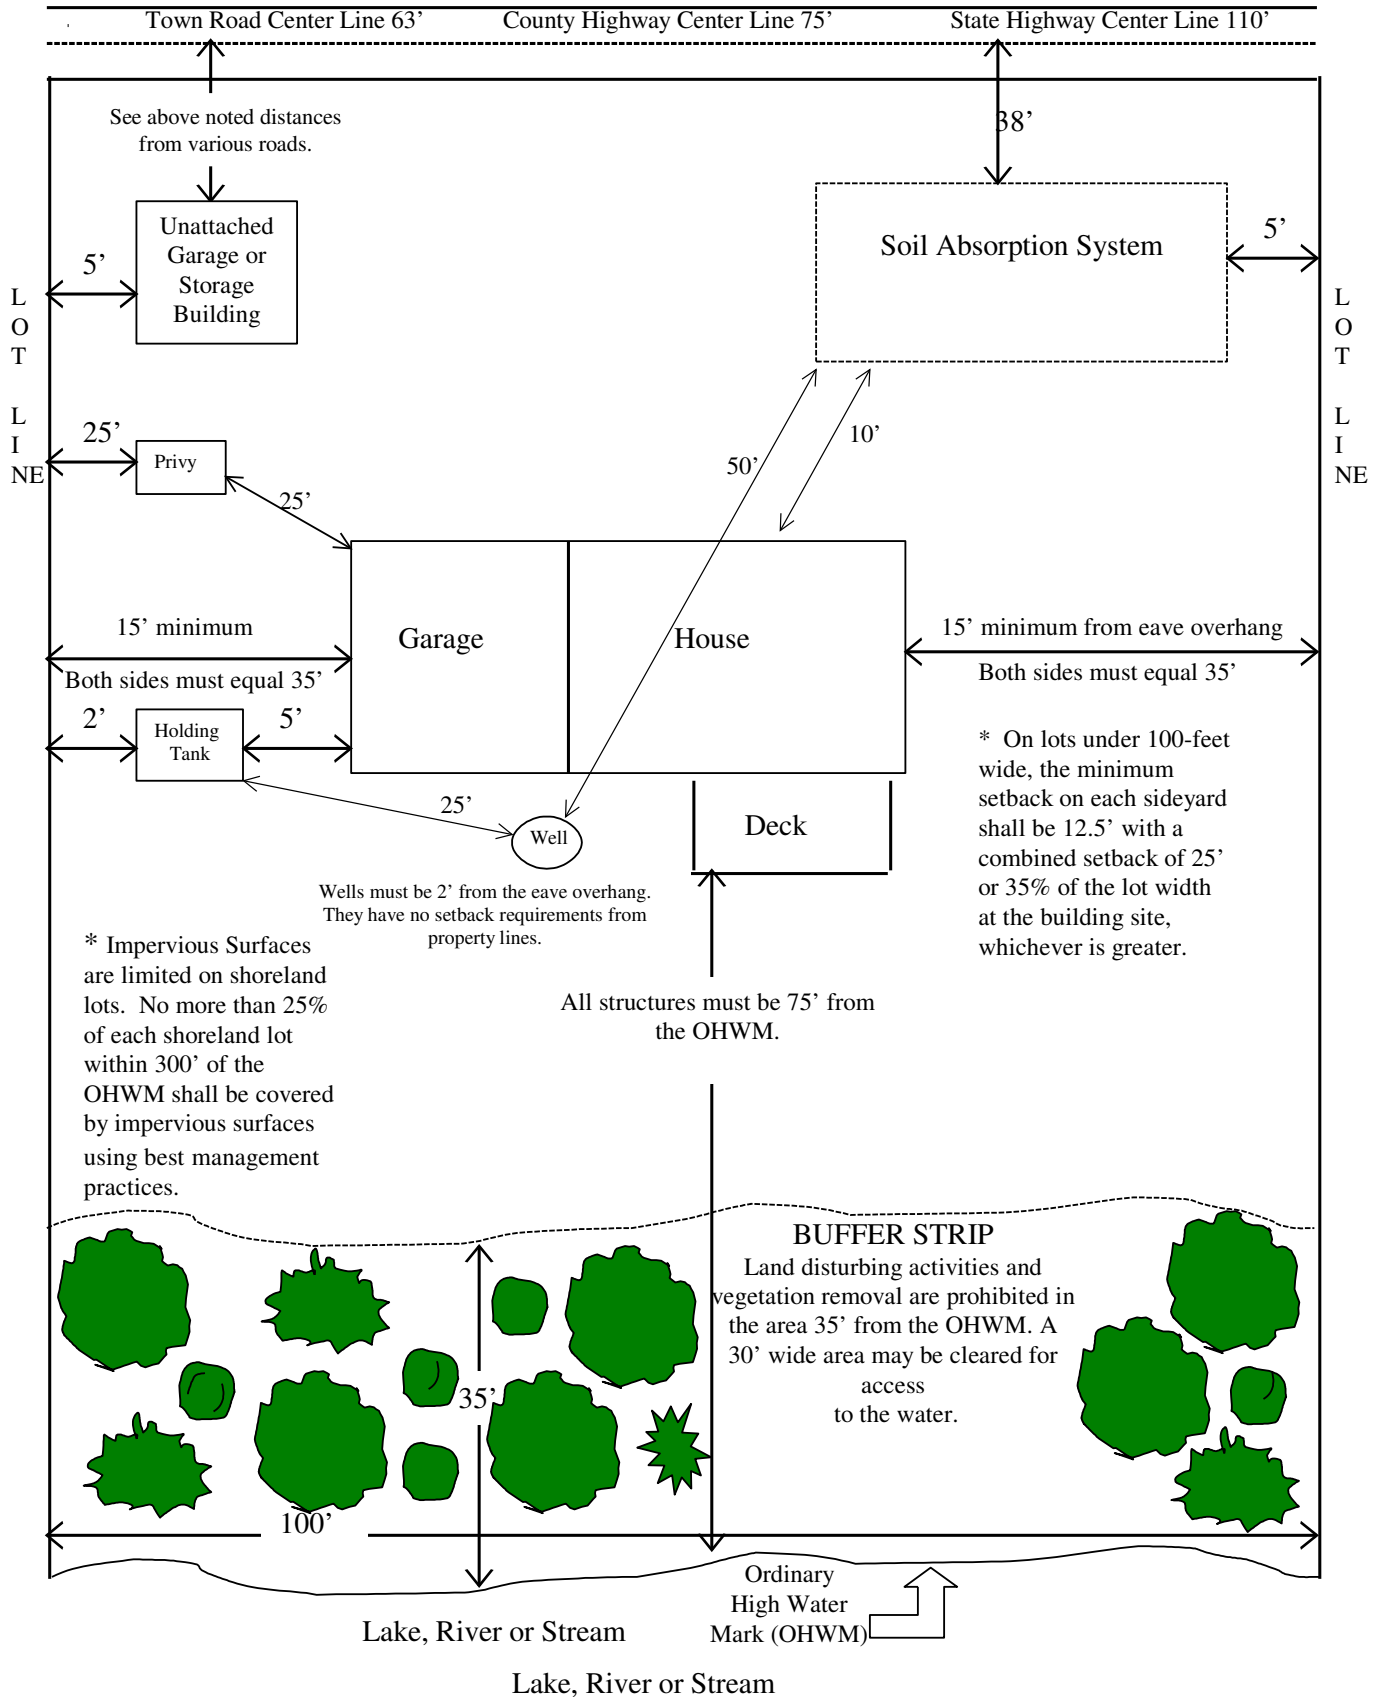 Town Road Center Line 63’ County Highway Center Line 75’ State Highway Center Line 110’
See above noted distances
from various roads.
38’
Unattached
Garage or
Storage
Building
5’
Soil Absorption System
5’
L
O
T
L
I
NE
L
O
T
L
I
NE
25’
Privy
25’
50’
10’
15’ minimum
Both sides must equal 35’
Garage
House
15’ minimum from eave overhang
Both sides must equal 35’
2’
Holding
Tank
5’
25’
Well
Deck
* On lots under 100-feet
wide, the minimum
setback on each sideyard
shall be 12.5’ with a
combined setback of 25’
or 35% of the lot width
at the building site,
whichever is greater.
Wells must be 2’ from the eave overhang.
They have no setback requirements from
property lines.
* Impervious Surfaces
are limited on shoreland
lots. No more than 25%
of each shoreland lot
within 300’ of the
OHWM shall be covered
by impervious surfaces
using best management
practices.
All structures must be 75’ from
the OHWM.
BUFFER STRIP
Land disturbing activities and
vegetation removal are prohibited in
the area 35’ from the OHWM. A
30’ wide area may be cleared for
access
to the water.
35’
100’
Ordinary
High Water
Mark (OHWM)
Lake, River or Stream
Lake, River or Stream